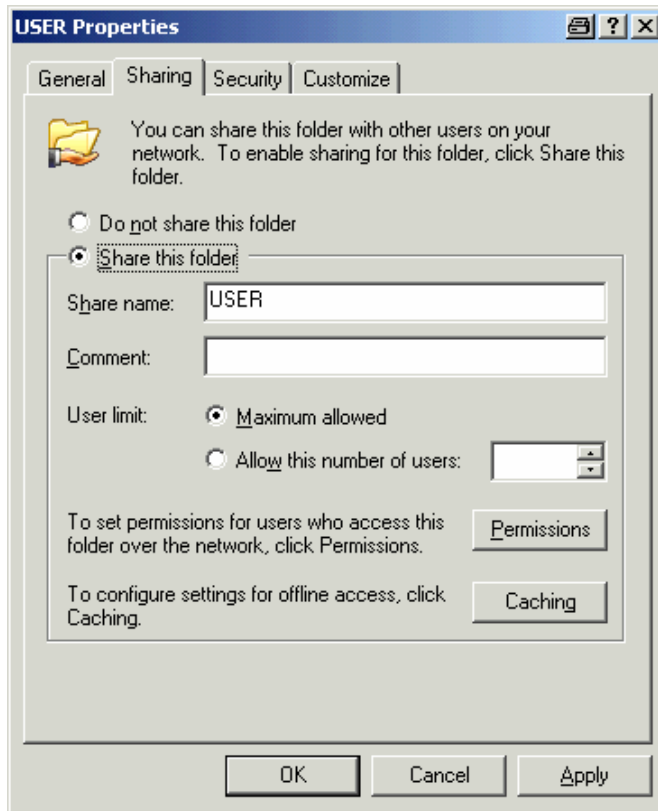 USER Properties
General Sharing Security Customize
You can share this folder with other users on your
network. To enable sharing for this folder, click Share this
folder.
Do not share this folder
Share this folder
Share name: USER
Comment:
User limit: Maximum allowed
Allow this number of users:
To set permissions for users who access this
folder over the network, click Permissions.
Permissions
To configure settings for offline access, click
Caching.
Caching
OK Cancel Apply